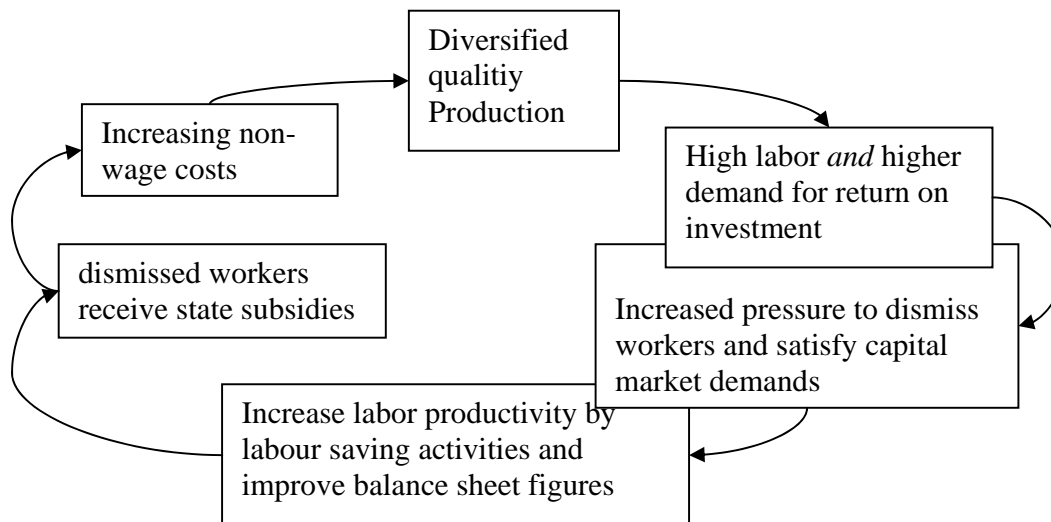 Diversified
qualitiy
Production
High labor and higher
demand for return on
investment
Increased pressure to dismiss
workers and satisfy capital
market demands
Increase labor productivity by
labour saving activities and
improve balance sheet figures
dismissed workers
receive state subsidies
Increasing non-
wage costs